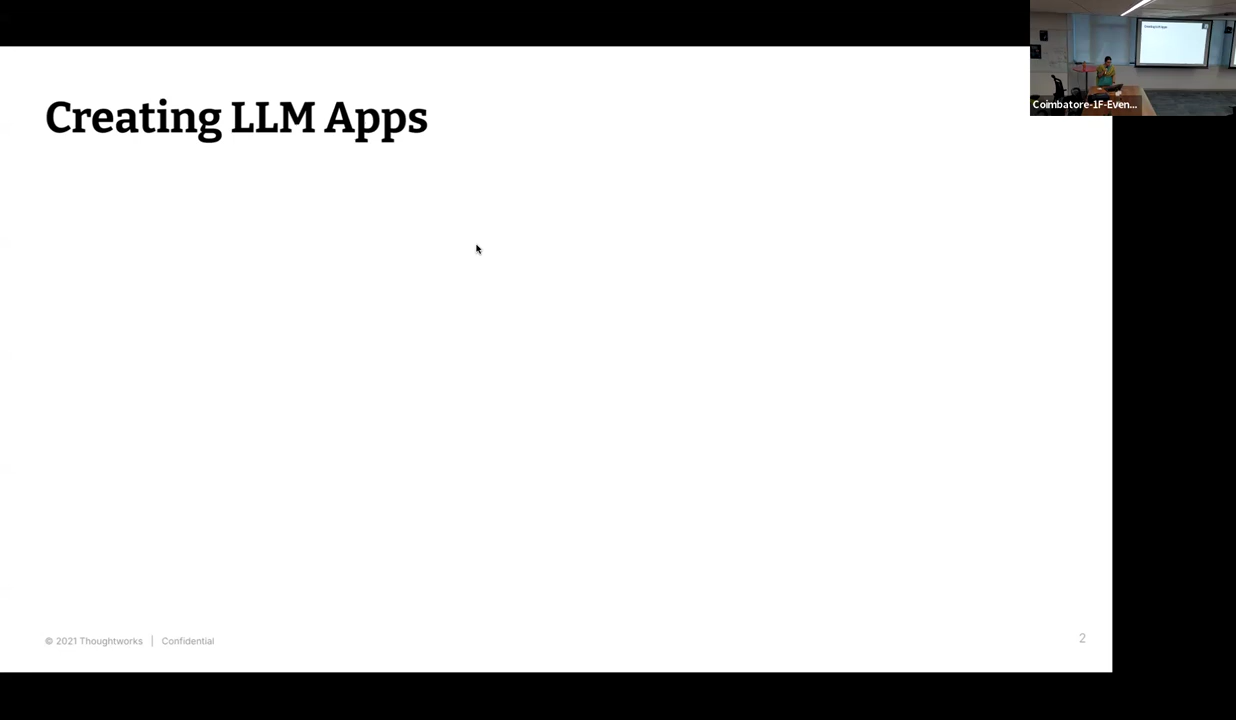 Creating LLM Apps
Coimbatore-1F-Even...
© 2021 Thoughtworks | Confidential
2